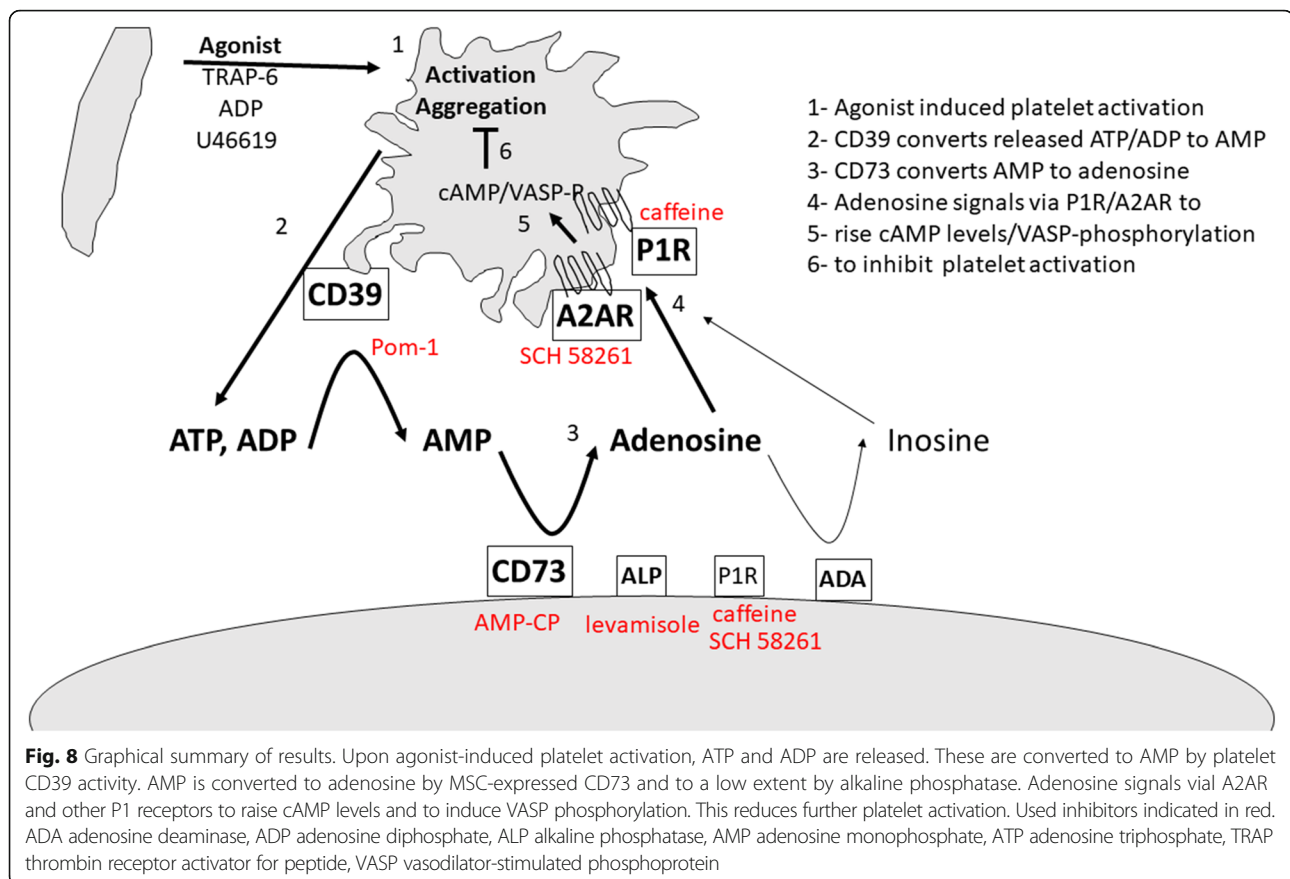 Agonist
TRAP-6
ADP
U46619
1
Activation
Aggregation
6
cAMP/VASP-P
5
caffeine
P1R
2
CD39
A2AR
4
Pom-1
SCH 58261
1- Agonist induced platelet activation
2- CD39 converts released ATP/ADP to AMP
3- CD73 converts AMP to adenosine
4- Adenosine signals via P1R/A2AR to
5- rise cAMP levels/VASP-phosphorylation
6- to inhibit platelet activation
ATP, ADP
AMP
3
Adenosine
Inosine
CD73
ALP
P1R
ADA
AMP-CP
levamisole
caffeine
SCH 58261
Fig. 8 Graphical summary of results. Upon agonist-induced platelet activation, ATP and ADP are released. These are converted to AMP by platelet
CD39 activity. AMP is converted to adenosine by MSC-expressed CD73 and to a low extent by alkaline phosphatase. Adenosine signals vial A2AR
and other P1 receptors to raise cAMP levels and to induce VASP phosphorylation. This reduces further platelet activation. Used inhibitors indicated in red.
ADA adenosine deaminase, ADP adenosine diphosphate, ALP alkaline phosphatase, AMP adenosine monophosphate, ATP adenosine triphosphate, TRAP
thrombin receptor activator for peptide, VASP vasodilator-stimulated phosphoprotein